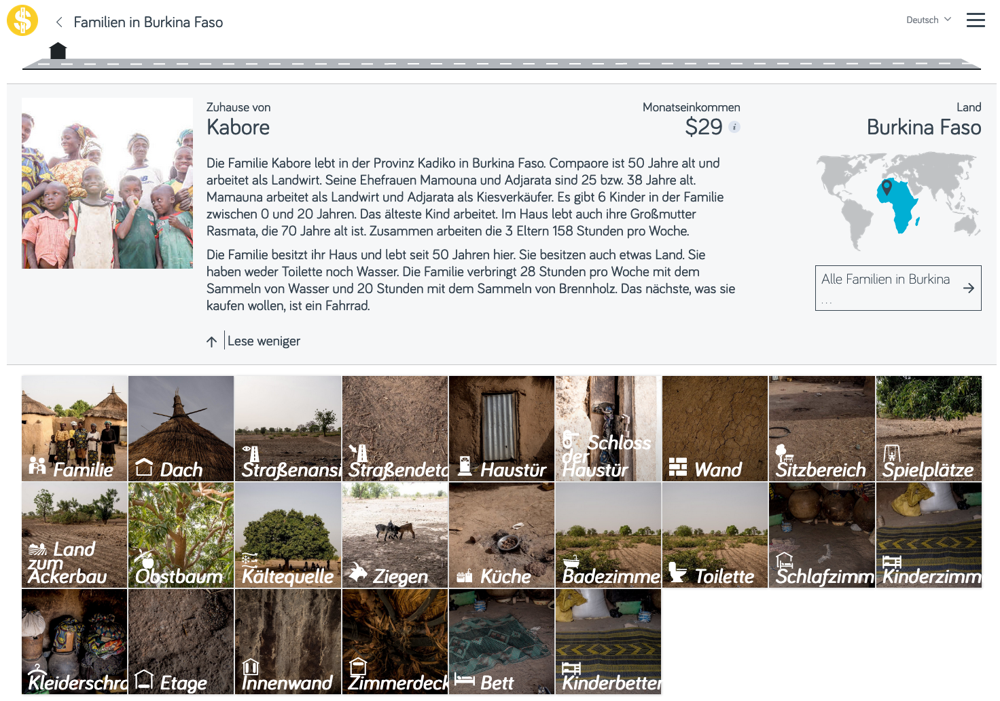 Familien in Burkina Faso
Deutsch
Zuhause von
Kabore
Monatseinkommen
$29
i
Land
Burkina Faso
Die Familie Kabore lebt in der Provinz Kadiko in Burkina Faso. Compaore ist 50 Jahre alt und
arbeitet als Landwirt. Seine Ehefrauen Mamouna und Adjarata sind 25 bzw. 38 Jahre alt.
Mamauna arbeitet als Landwirt und Adjarata als Kiesverkäufer. Es gibt 6 Kinder in der Familie
zwischen 0 und 20 Jahren. Das älteste Kind arbeitet. Im Haus lebt auch ihre Großmutter
Rasmata, die 70 Jahre alt ist. Zusammen arbeiten die 3 Eltern 158 Stunden pro Woche.
Die Familie besitzt ihr Haus und lebt seit 50 Jahren hier. Sie besitzen auch etwas Land. Sie
haben weder Toilette noch Wasser. Die Familie verbringt 28 Stunden pro Woche mit dem
Sammeln von Wasser und 20 Stunden mit dem Sammeln von Brennholz. Das nächste, was sie
kaufen wollen, ist ein Fahrrad.
Lese weniger
Alle Familien in Burkina
...
Familie
Dach
Straßenansi
Straßendeta
Haustür
Schloss
der
Haustür
Wand
Sitzbereich
Spielplätze
Land
zum
Ackerbau
Obstbaum
Kältequelle
Ziegen
Küche
Badezimme
Toilette
Schlafzimm
Kinderzimm
Kleiderschra
Etage
Innenwand
Zimmerdeck
Bett
Kinderbetten